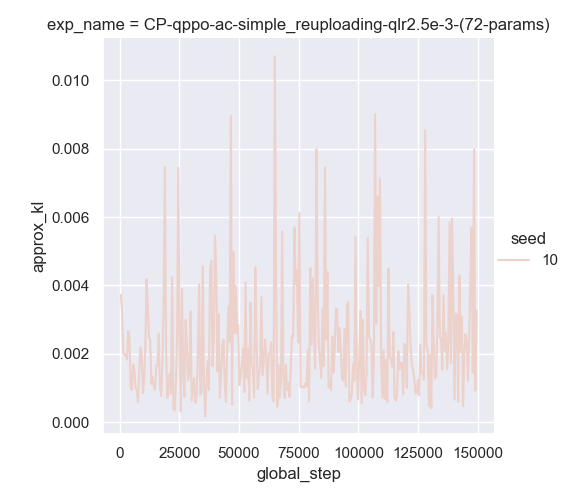 exp_name = CP-qppo-ac-simple_reuploading-qlr2.5e-3-(72-params)
0.010
0.008
0.006
0.004
0.002
0.000
approx_kl
0 25000 50000 75000 100000 125000 150000
global_step
seed
10